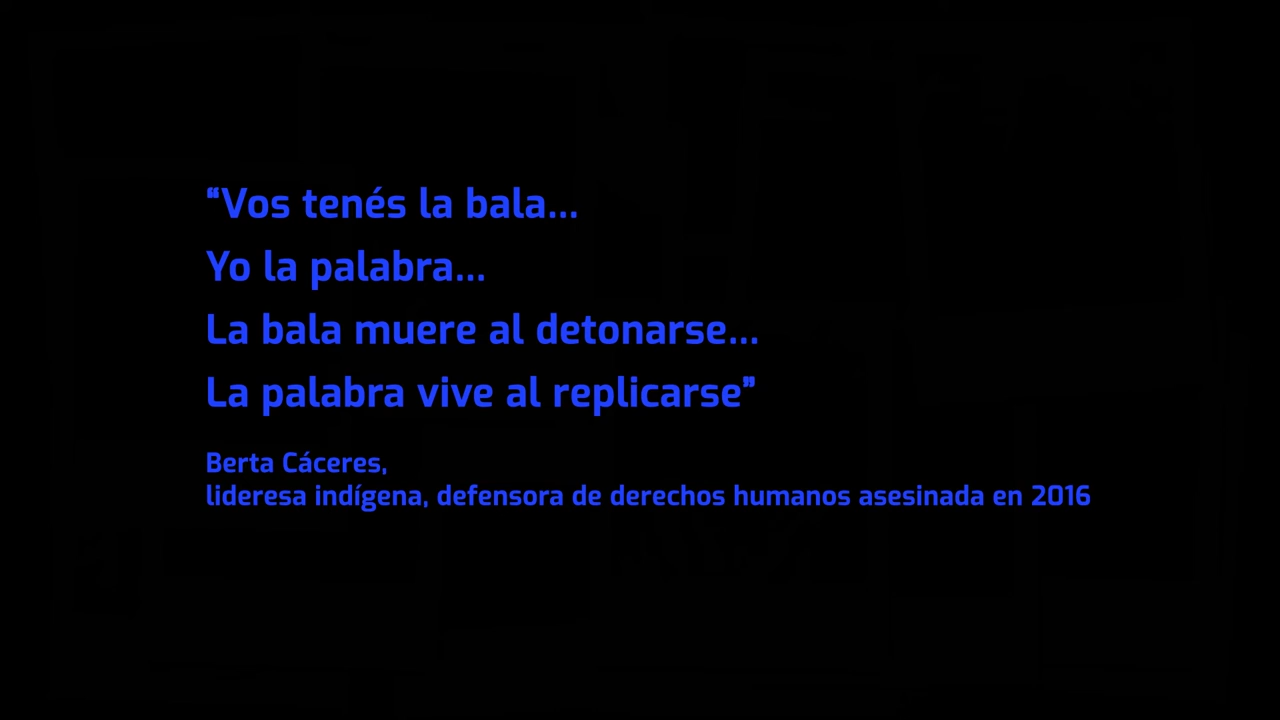 “Vos tenés la bala...
Yo la palabra...
La bala muere al detonarse...
La palabra vive al replicarse”
Berta Cáceres,
lideresa indígena, defensora de derechos humanos asesinada en 2016